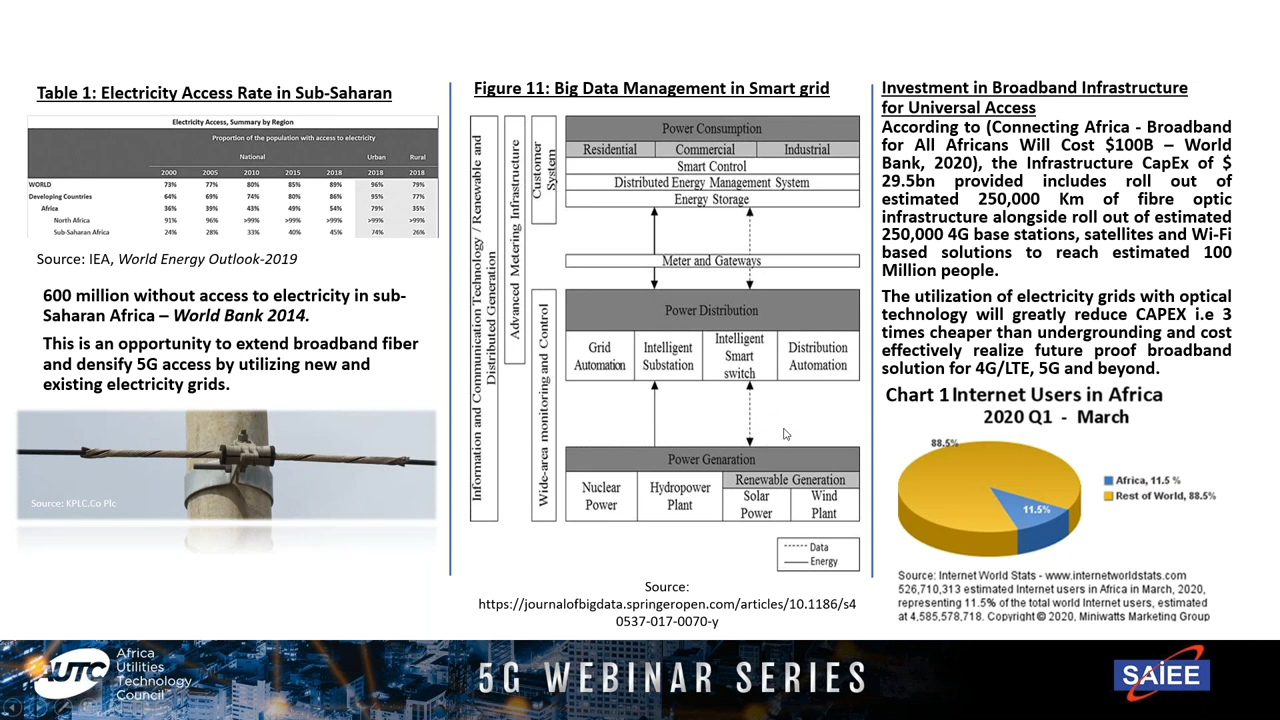 Table 1: Electricity Access Rate in Sub-Saharan
Electricity Access, Summary by Region
Proportion of the population with access to electricity
National Urban Rural
2000 2005 2010 2015 2018 2018 2018
WORLD 73% 77% 80% 85% 89% 96% 79%
Developing Countries 64% 69% 74% 80% 86% 95% 77%
Africa 36% 39% 43% 49% 54% 79% 35%
North Africa 91% 96% >99% >99% >99% >99% >99%
Sub-Saharan Africa 24% 28% 33% 40% 45% 74% 26%
Source: IEA, World Energy Outlook-2019
600 million without access to electricity in sub-
Saharan Africa – World Bank 2014.
This is an opportunity to extend broadband fiber
and densify 5G access by utilizing new and
existing electricity grids.
Source: KPLC.Co Plc
Figure 11: Big Data Management in Smart grid
Information and Communication Technology / Renewable and
Distributed Generation
Advanced Metering Infrastructure
Customer
System
Wide-area monitoring and Control
Power Consumption
Residential Commercial Industrial
Smart Control
Distributed Energy Management System
Energy Storage
Meter and Gateways
Power Distribution
Grid
Automation
Intelligent
Substation
Intelligent
Smart
switch
Distribution
Automation
Power Genaration
Nuclear
Power
Hydropower
Plant
Renewable Generation
Solar
Power
Wind
Plant
Data
Energy
Source:
https://journalofbigdata.springeropen.com/articles/10.1186/s4
0537-017-0070-y
Investment in Broadband Infrastructure
for Universal Access
According to (Connecting Africa - Broadband
for All Africans Will Cost $100B – World
Bank, 2020), the Infrastructure CapEx of $
29.5bn provided includes roll out of
estimated 250,000 Km of fibre optic
infrastructure alongside roll out of estimated
250,000 4G base stations, satellites and Wi-Fi
based solutions to reach estimated 100
Million people.
The utilization of electricity grids with optical
technology will greatly reduce CAPEX i.e 3
times cheaper than undergrounding and cost
effectively realize future proof broadband
solution for 4G/LTE, 5G and beyond.
Chart 1 Internet Users in Africa
2020 Q1 - March
88.5%
11.5%
Africa, 11.5 %
Rest of World, 88.5%
Source: Internet World Stats - www.internetworldstats.com
526,710,313 estimated Internet users in Africa in March, 2020,
representing 11.5% of the total world Internet users, estimated
at 4,585,578,718. Copyright © 2020, Miniwatts Marketing Group
AUTC
Africa
Utilities
Technology
Council
5G WEBINAR SERIES
SAIEE